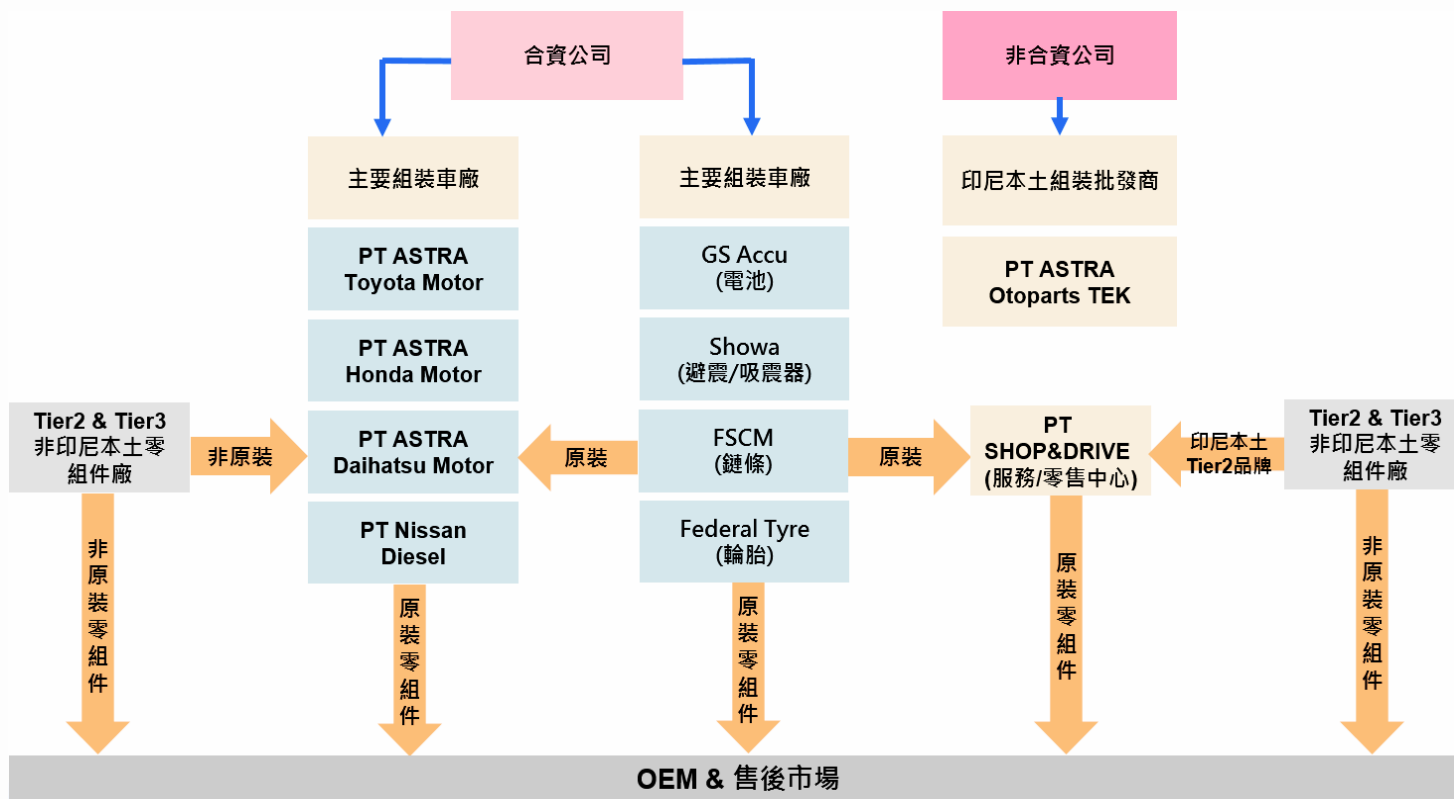 合資公司
非合資公司
主要組裝車廠
主要組裝車廠
印尼本土組裝批發商
PT ASTRA
Toyota Motor
GS Accu
(電池)
PT ASTRA
Otoparts TEK
PT ASTRA
Honda Motor
Showa
(避震/吸震器)
Tier2 & Tier3
非印尼本土零
組件廠
非原裝
PT ASTRA
Daihatsu Motor
原裝
FSCM
(鏈條)
原裝
PT
SHOP&DRIVE
(服務/零售中心)
印尼本土
Tier2品牌
Tier2 & Tier3
非印尼本土零
組件廠
PT Nissan
Diesel
Federal Tyre
(輪胎)
非原裝零組件
原裝零組件
原裝零組件
原裝零組件
非原裝零組件
OEM & 售後市場